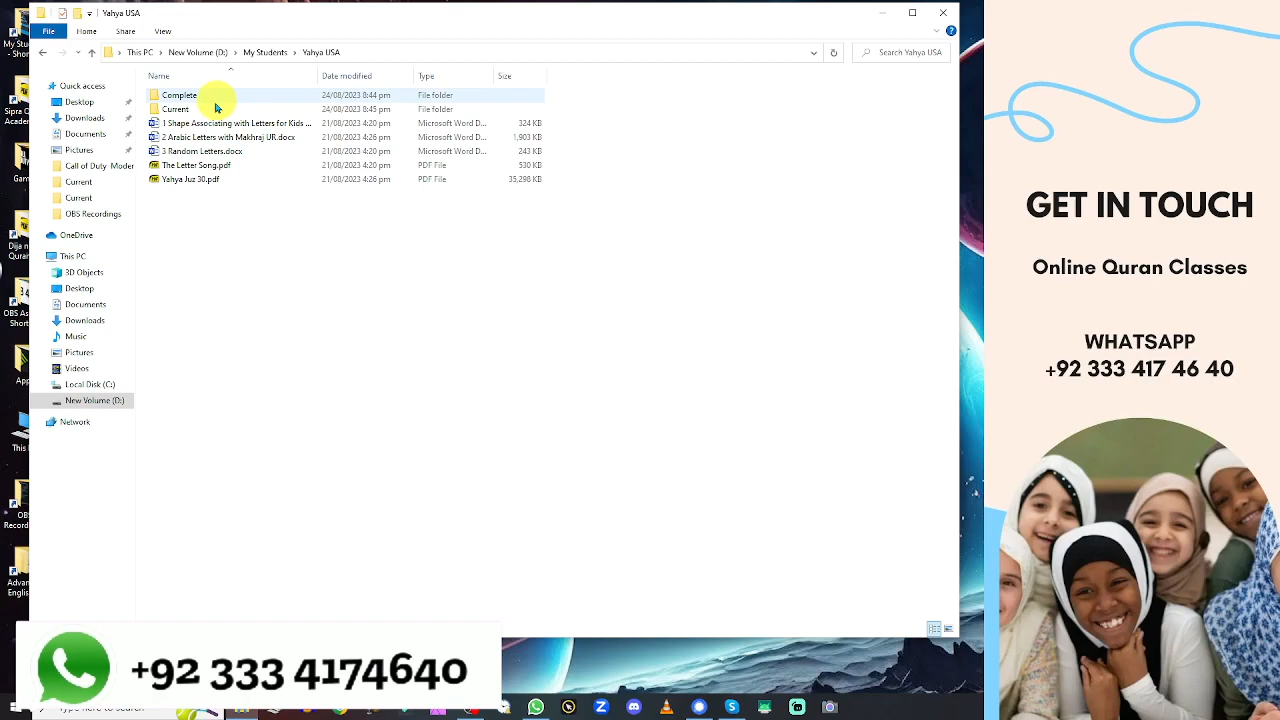 Yahya USA
File Home Share View
This PC New Volume (D:) My Students Yahya USA Search Yahya USA
Name Date modified Type Size
Complete 24/08/2023 8:44 pm File folder
Current 24/08/2023 8:45 pm File folder
1 Shape Associating with Letters for Kids ... 21/08/2023 4:20 pm Microsoft Word D... 324 KB
2 Arabic Letters with Makhraj UR.docx 21/08/2023 4:26 pm Microsoft Word D... 1,903 KB
3 Random Letters.docx 21/08/2023 4:20 pm Microsoft Word D... 243 KB
The Letter Song.pdf 21/08/2023 4:20 pm PDF File 530 KB
Yahya Juz 30.pdf 21/08/2023 4:26 pm PDF File 35,298 KB
Quick access
Desktop
Downloads
Documents
Pictures
Call of Duty Moder
Current
Current
OBS Recordings
OneDrive
This PC
3D Objects
Desktop
Documents
Downloads
Music
Pictures
Videos
Local Disk (C:)
New Volume (D:)
Network
GET IN TOUCH
Online Quran Classes
WHATSAPP
+92 333 417 46 40
+92 333 4174640